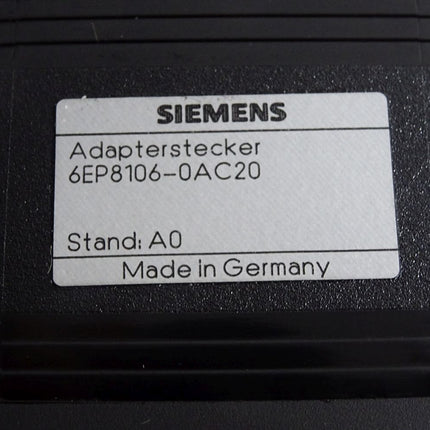 SIEMENS
Adapterstecker
6EP8106-0AC20
Stand: A0
Made in Germany